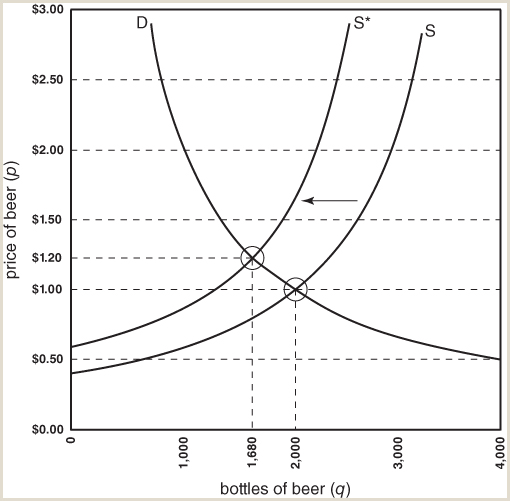 $3.00
D
S*
S
$2.50
$2.00
$1.50
$1.20
$1.00
$0.50
$0.00
price of beer (p)
0
1,000
1,680
2,000
3,000
4,000
bottles of beer (q)